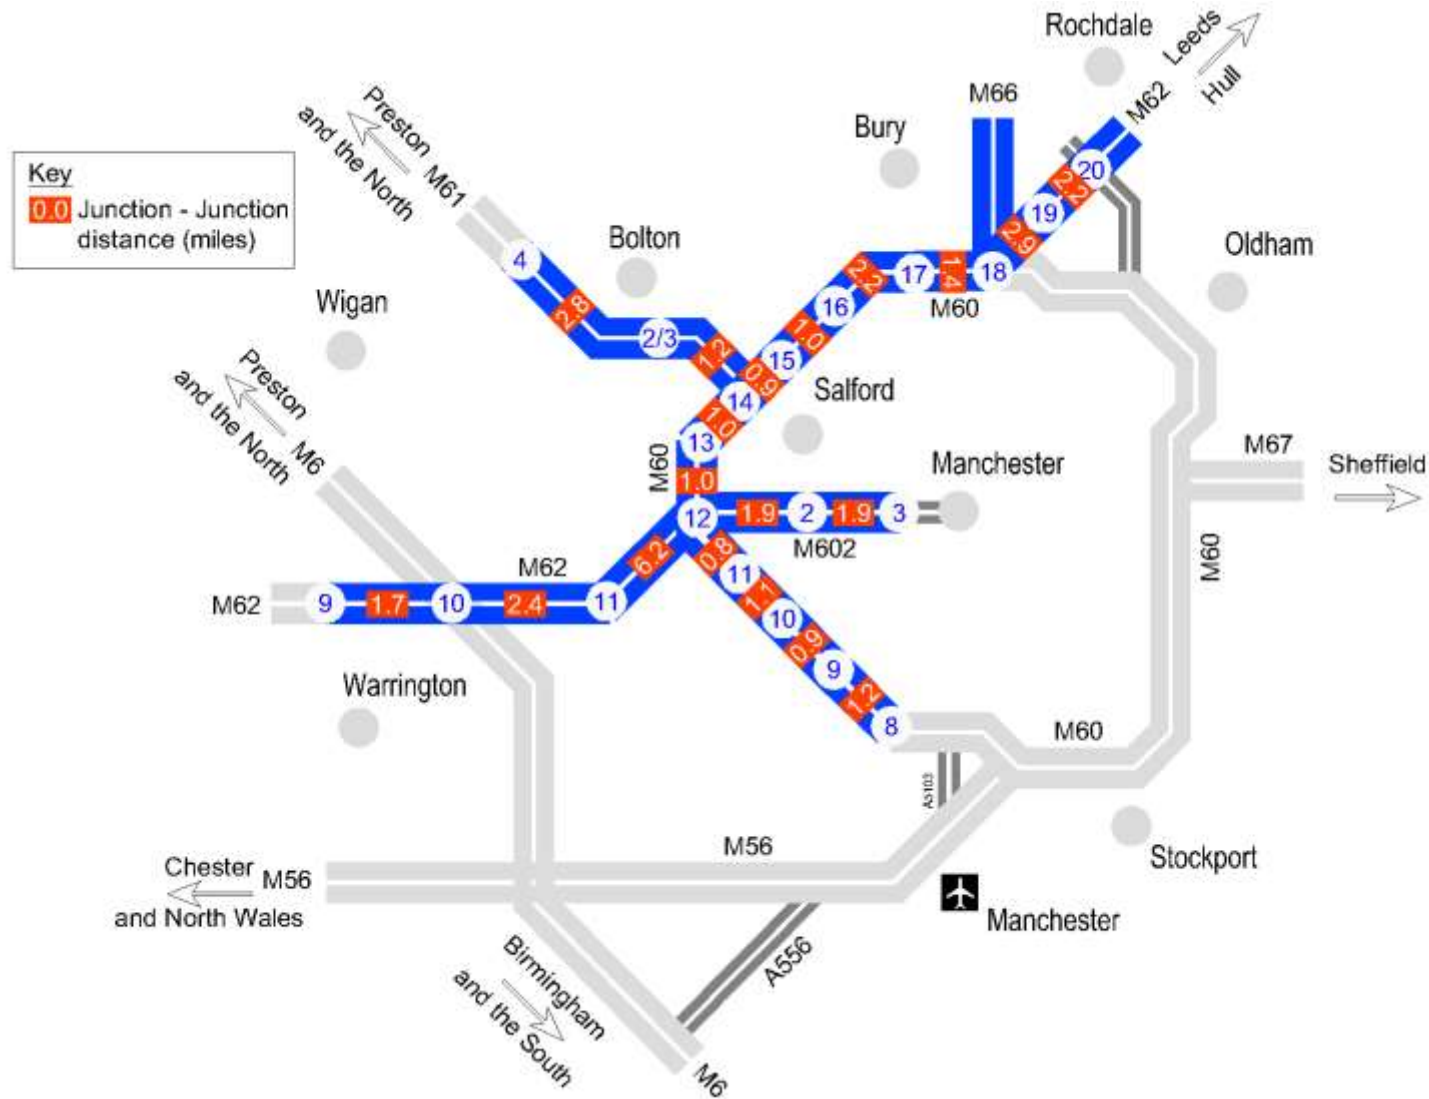 Rochdale
Leeds
Hull
M62
M66
Bury
Preston
and the North
M61
Key
0.0 Junction - Junction
distance (miles)
Bolton
Oldham
Wigan
4
2.8
2/3
1.2
20
2.2
19
2.9
18
1.4
17
M60
2.2
16
1.0
15
0.9
14
1.0
13
Salford
Preston
and the North
M6
M60
1.0
Manchester
M67
Sheffield
12
1.9
2
1.9
3
M602
6.2
0.8
11
1.1
10
0.9
9
1.2
8
M62
M62
9
1.7
10
2.4
11
M60
Warrington
M60
A5103
Stockport
M56
Chester
M56
and North Wales
Manchester
A556
Birmingham
and the South
M6